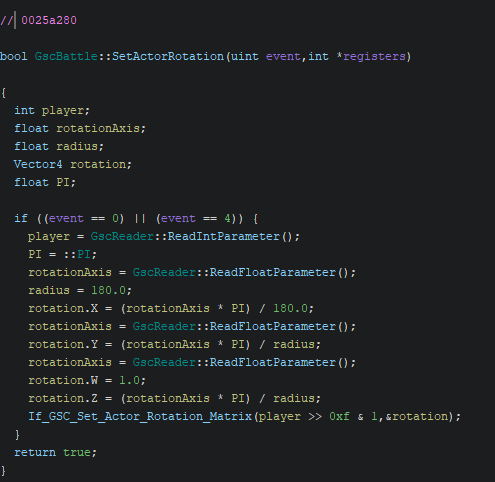 // 0025a280
bool GscBattle::SetActorRotation(uint event,int *registers)
{
int player;
float rotationAxis;
float radius;
Vector4 rotation;
float PI;
if ((event == 0) || (event == 4)) {
player = GscReader::ReadIntParameter();
PI = ::PI;
rotationAxis = GscReader::ReadFloatParameter();
radius = 180.0;
rotation.X = (rotationAxis * PI) / 180.0;
rotationAxis = GscReader::ReadFloatParameter();
rotation.Y = (rotationAxis * PI) / radius;
rotationAxis = GscReader::ReadFloatParameter();
rotation.W = 1.0;
rotation.Z = (rotationAxis * PI) / radius;
If_GSC_Set_Actor_Rotation_Matrix(player >> 0xf & 1,&rotation);
}
return true;
}